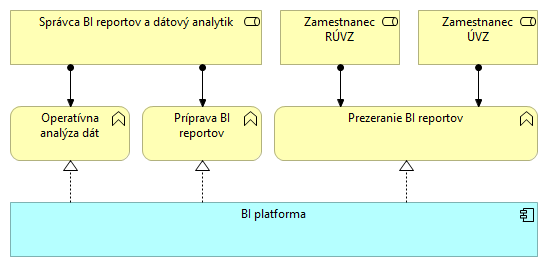 Správca BI reportov a dátový analytik
Zamestnanec
RÚVZ
Zamestnanec
ÚVZ
Operatívna
analýza dát
Príprava BI
reportov
Prezeranie BI reportov
BI platforma